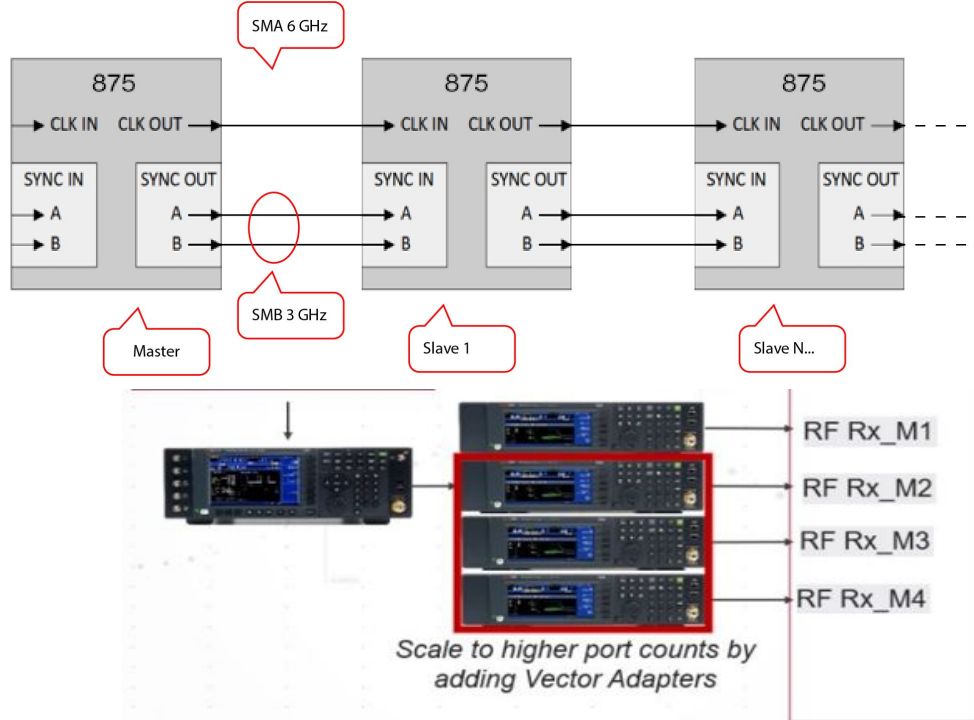 SMA 6 GHz
875 875 875
CLK IN CLK OUT CLK IN CLK OUT CLK IN CLK OUT
SYNC IN SYNC OUT SYNC IN SYNC OUT SYNC IN SYNC OUT
A A A A A A
B B B B B B
SMB 3 GHz
Master Slave 1 Slave N...
RF Rx_M1
RF Rx_M2
RF Rx_M3
RF Rx_M4
Scale to higher port counts by
adding Vector Adapters